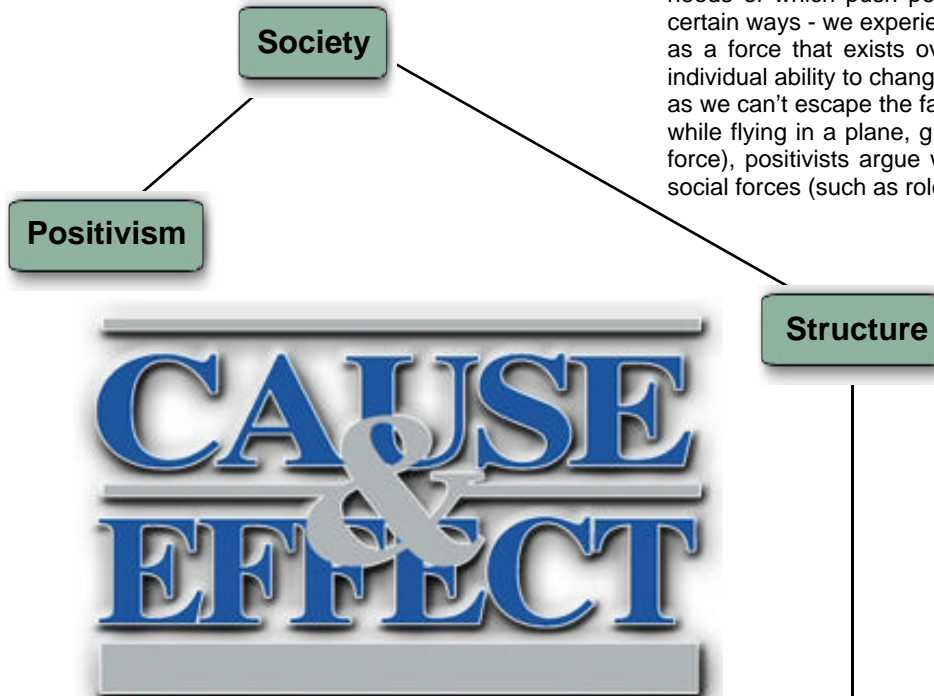 needs of which push pe
certain ways - we experie
as a force that exists ov
individual ability to chang
as we can't escape the fa
while flying in a plane, g
force), positivists argue w
social forces (such as role
Society
Positivism
Structure
CAUSE
&
EFFECT